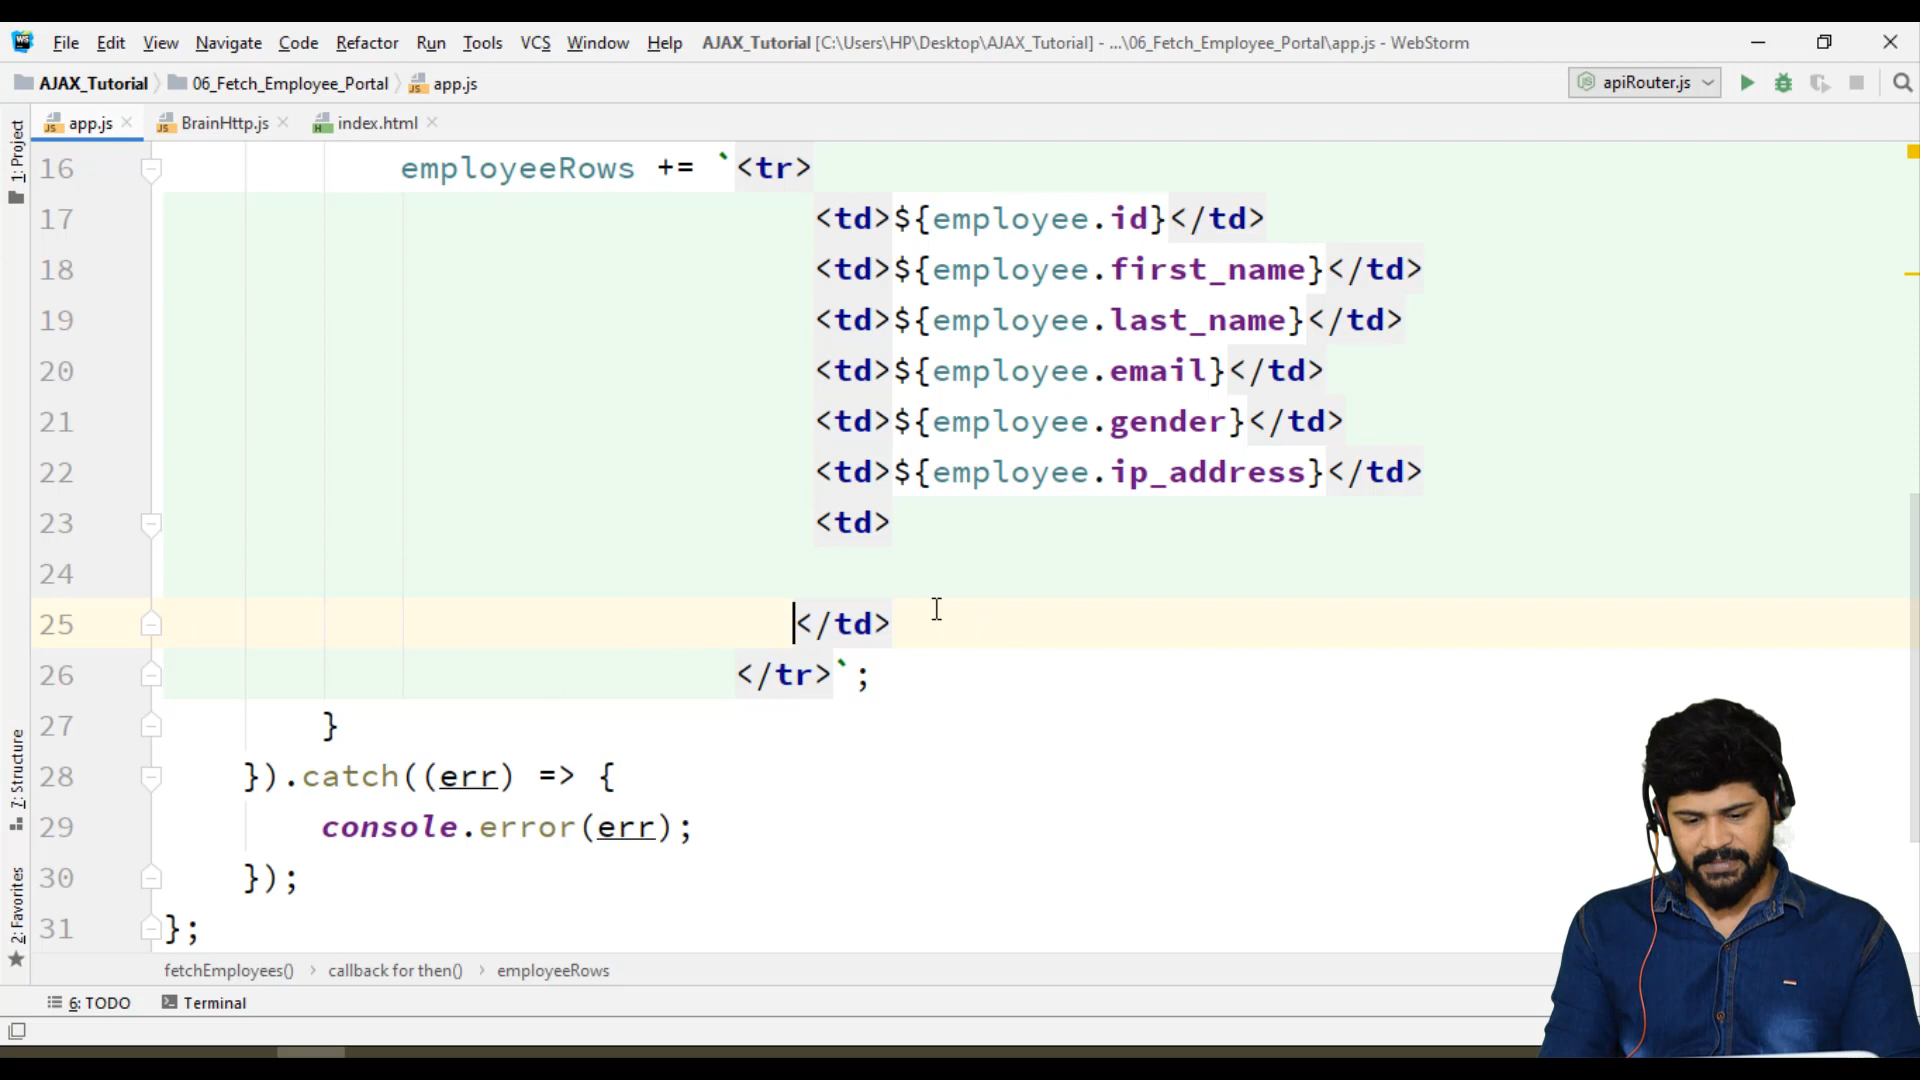 File Edit View Navigate Code Refactor Run Tools VCS Window Help AJAX_Tutorial [C:\Users\HP\Desktop\AJAX_Tutorial] - ...\06_Fetch_Employee_Portal\app.js - WebStorm
AJAX_Tutorial 06_Fetch_Employee_Portal app.js apiRouter.js
app.js BrainHttp.js index.html
1: Project
7: Structure
2: Favorites
16 employeeRows += `<tr>
17 <td>${employee.id}</td>
18 <td>${employee.first_name}</td>
19 <td>${employee.last_name}</td>
20 <td>${employee.email}</td>
21 <td>${employee.gender}</td>
22 <td>${employee.ip_address}</td>
23 <td>
24
25 </td>
26 </tr>`;
27 }
28 }).catch((err) => {
29 console.error(err);
30 });
31 };
fetchEmployees() › callback for then() › employeeRows
6: TODO Terminal